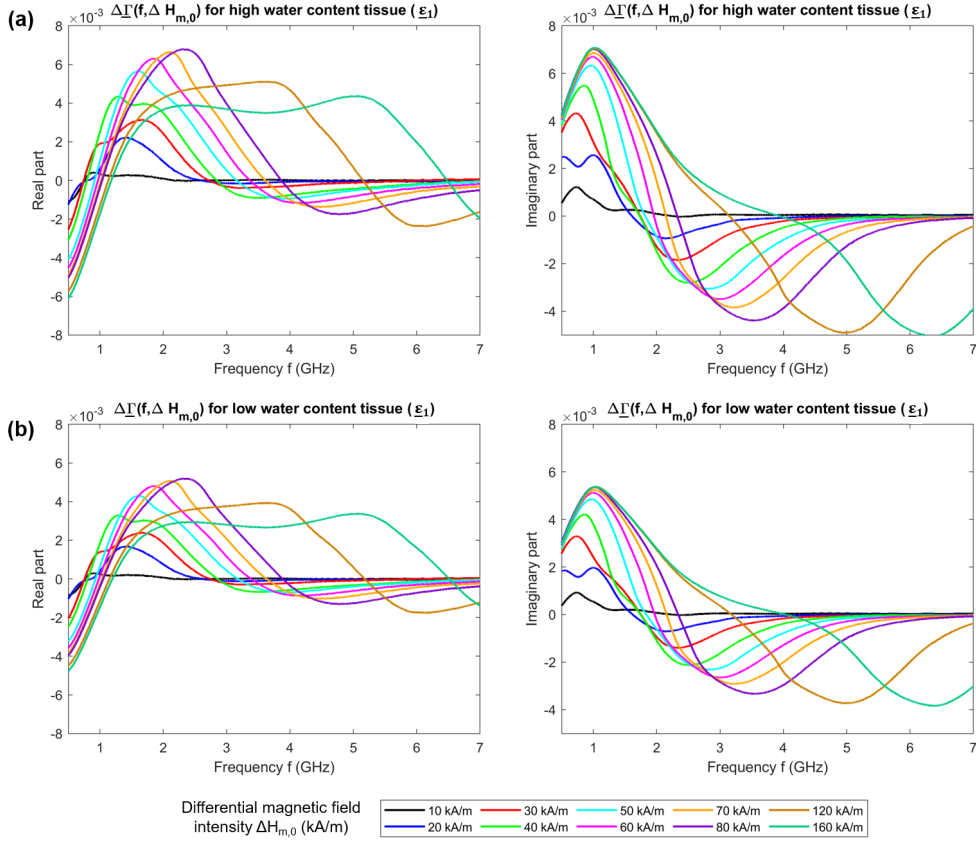 (a)
ΔΓ(f,Δ H m,0) for high water content tissue (ε1)
×10-3
8
6
4
2
0
-2
-4
-6
-8
Real part
1 2 3 4 5 6 7
Frequency f (GHz)
ΔΓ(f,Δ H m,0) for high water content tissue (ε1)
×10-3
8
6
4
2
0
-2
-4
Imaginary part
1 2 3 4 5 6 7
Frequency f (GHz)
(b)
ΔΓ(f,Δ H m,0) for low water content tissue (ε1)
×10-3
8
6
4
2
0
-2
-4
-6
-8
Real part
1 2 3 4 5 6 7
Frequency f (GHz)
ΔΓ(f,Δ H m,0) for low water content tissue (ε1)
×10-3
8
6
4
2
0
-2
-4
Imaginary part
1 2 3 4 5 6 7
Frequency f (GHz)
Differential magnetic field
intensity ΔHm,0 (kA/m)
10 kA/m 30 kA/m 50 kA/m 70 kA/m 120 kA/m
20 kA/m 40 kA/m 60 kA/m 80 kA/m 160 kA/m